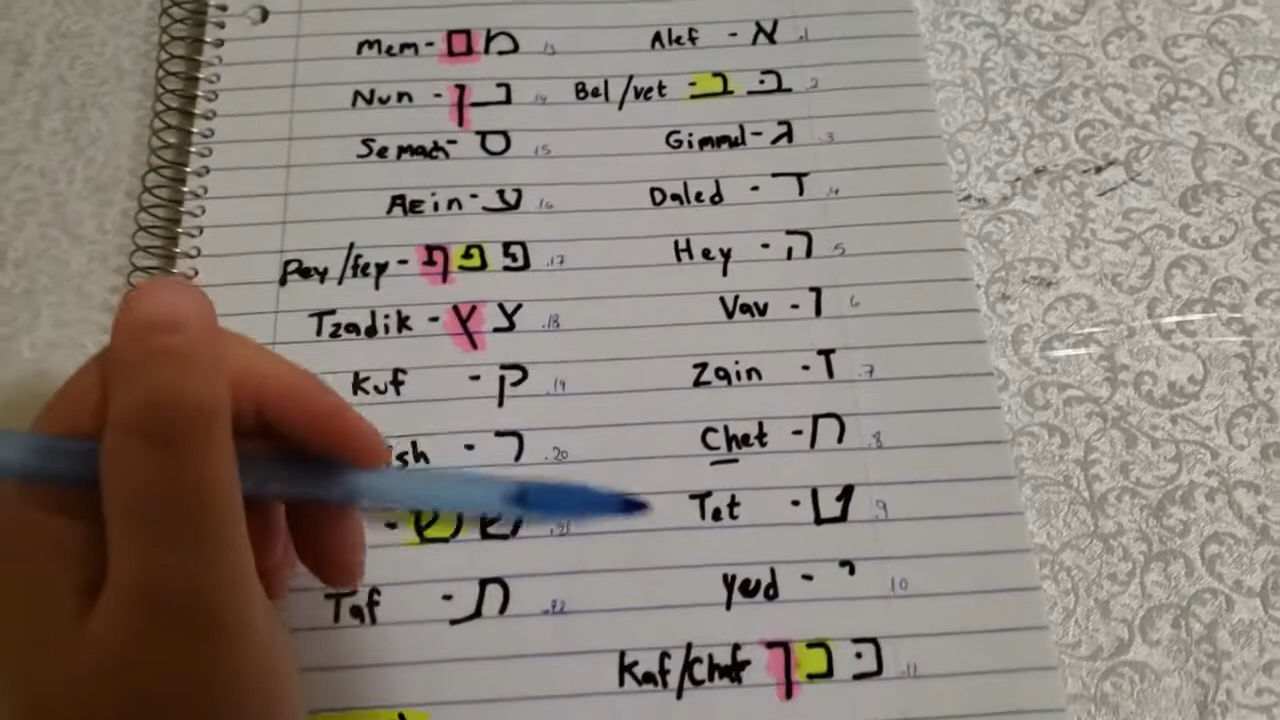 Alef - א .1
Bet/vet - ב בּ .2
Gimmel - ג .3
Daled - ד .4
Hey - ה .5
Vav - ו 6
Zain - ז .7
Chet - ח .8
Tet - ט .9
Yud - י 10
Kaf/Chaf ך כ כּ .11
Mem - ם מ 13
Nun - ן נ 14
Semach - ס .15
Aein - ע .16
Pey/fey - ף פ פּ .17
Tzadik - ץ צ .18
Kuf - ק .19
ish - ר .20
- ש ש .21
Taf - ת .22